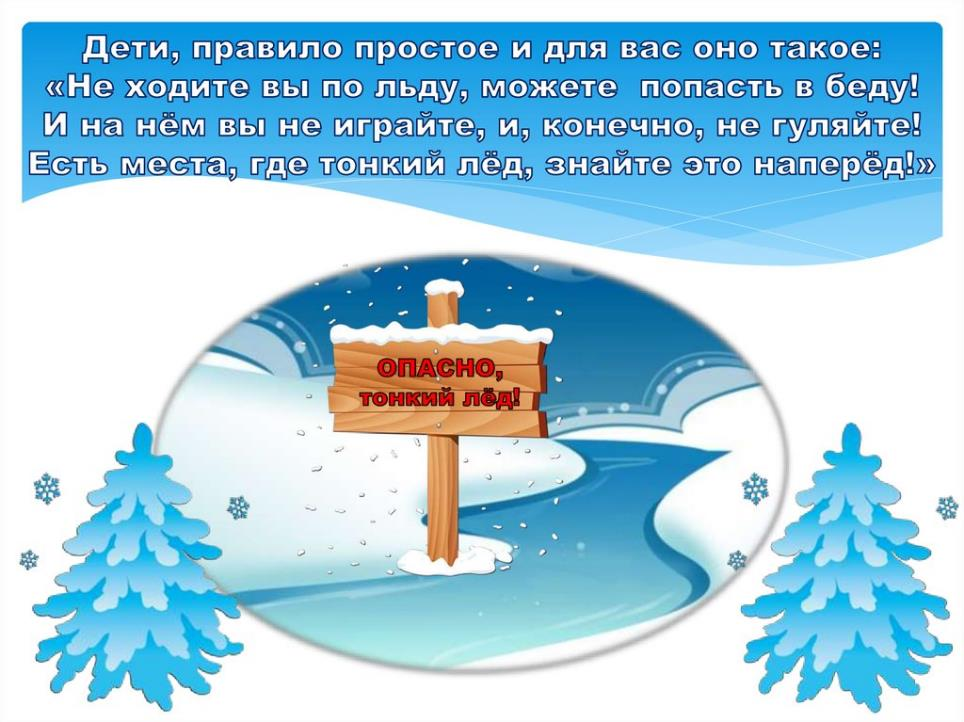 Дети, правило простое и для вас оно такое:
«Не ходите вы по льду, можете попасть в беду!
И на нём вы не играйте, и, конечно, не гуляйте!
Есть места, где тонкий лёд, знайте это наперёд!»
ОПАСНО,
тонкий лёд!